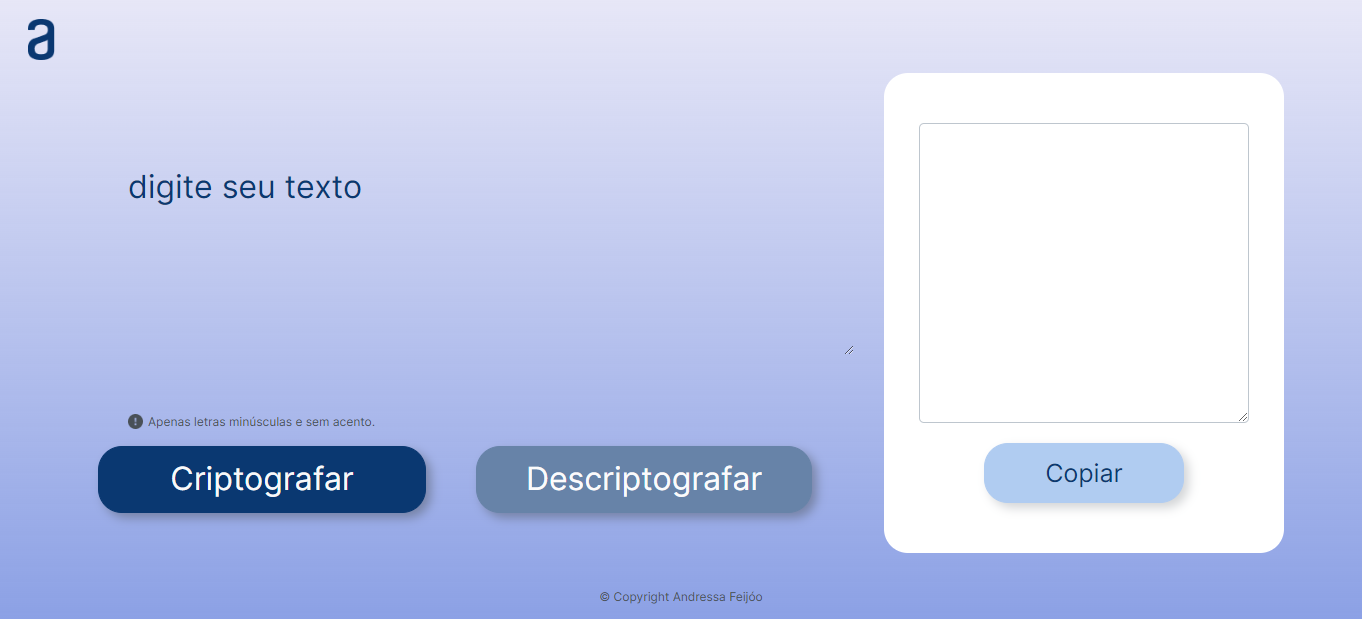 a
digite seu texto
! Apenas letras minúsculas e sem acento.
Criptografar
Descriptografar
Copiar
© Copyright Andressa Feijóo